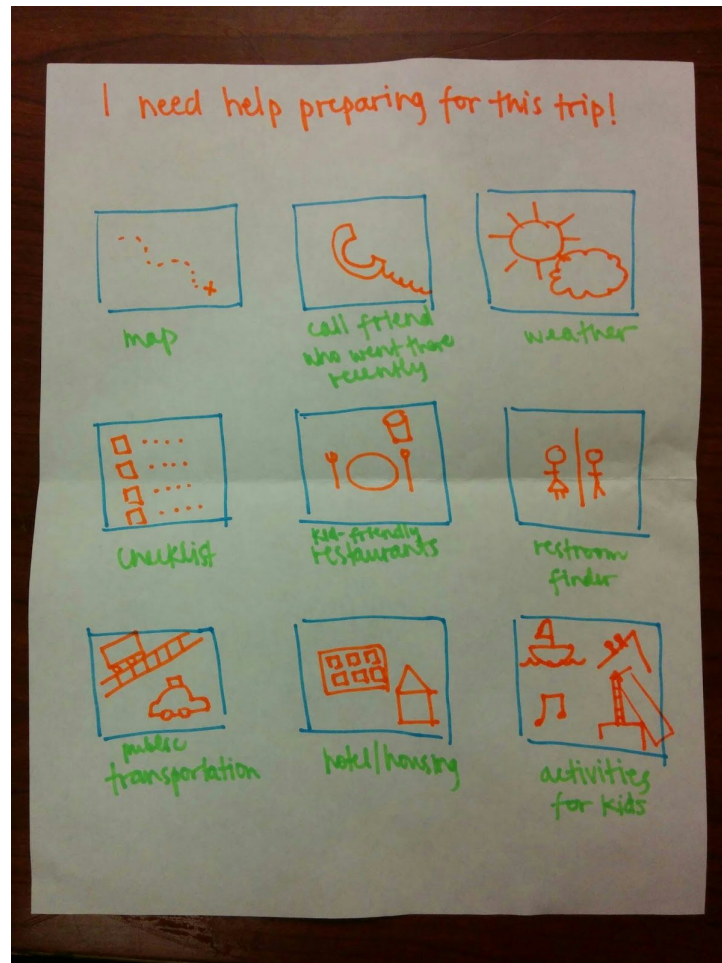 I need help preparing for this trip!
map
call friend
who went there
recently
weather
checklist
kid-friendly
restaurants
restroom
finder
public
transportation
hotel/housing
activities
for kids